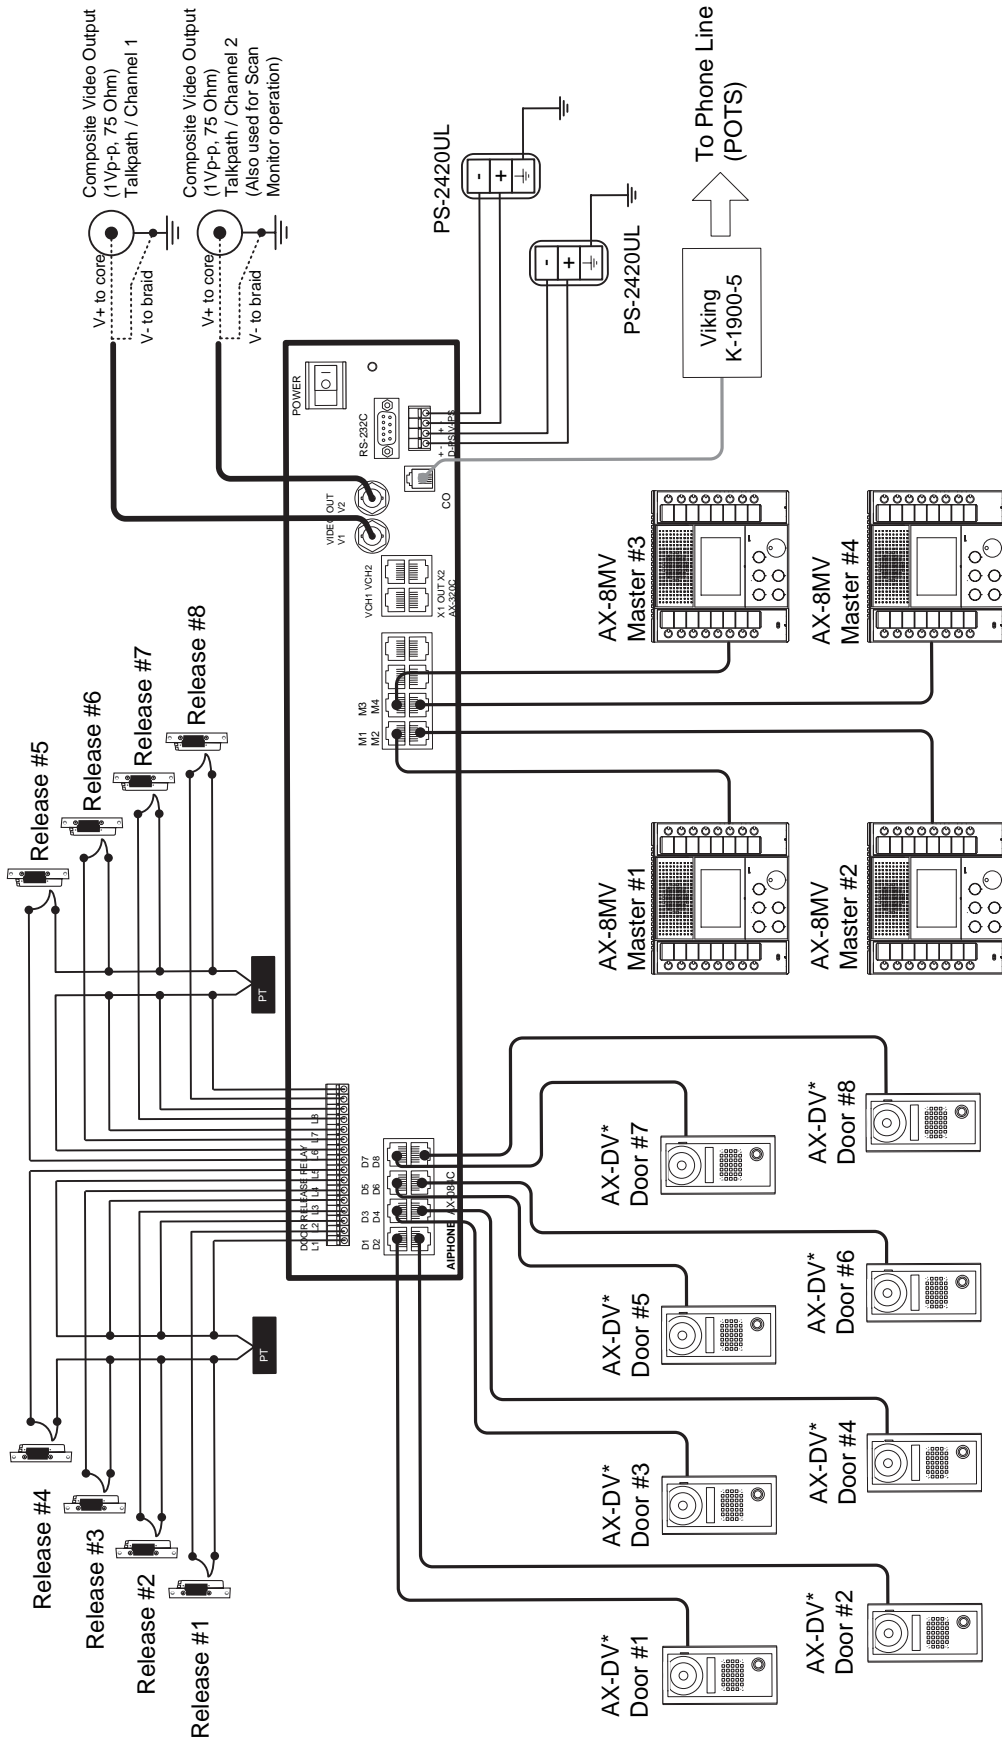 Composite Video Output
(1Vp-p, 75 Ohm)
Talkpath / Channel 1
Composite Video Output
(1Vp-p, 75 Ohm)
Talkpath / Channel 2
(Also used for Scan
Monitor operation)
V+ to core
V- to braid
V+ to core
V- to braid
Release #1
Release #2
Release #3
Release #4
Release #5
Release #6
Release #7
Release #8
PT
PT
DOOR RELEASE RELAY
L1 L2 L3 L4 L5 L6 L7 L8
D1 D3 D5 D7
D2 D4 D6 D8
AIPHONE AX-084C
M1 M3
M2 M4
VCH1 VCH2
X1 OUT X2
AX-320C
VIDEO OUT
V1 V2
POWER
RS-232C
+ - + -
D-PS V-PS
CO
PS-2420UL
-
+
PS-2420UL
-
+
Viking
K-1900-5
To Phone Line
(POTS)
AX-8MV
Master #1
AX-8MV
Master #3
AX-8MV
Master #2
AX-8MV
Master #4
AX-DV*
Door #1
AX-DV*
Door #3
AX-DV*
Door #5
AX-DV*
Door #7
AX-DV*
Door #2
AX-DV*
Door #4
AX-DV*
Door #6
AX-DV*
Door #8